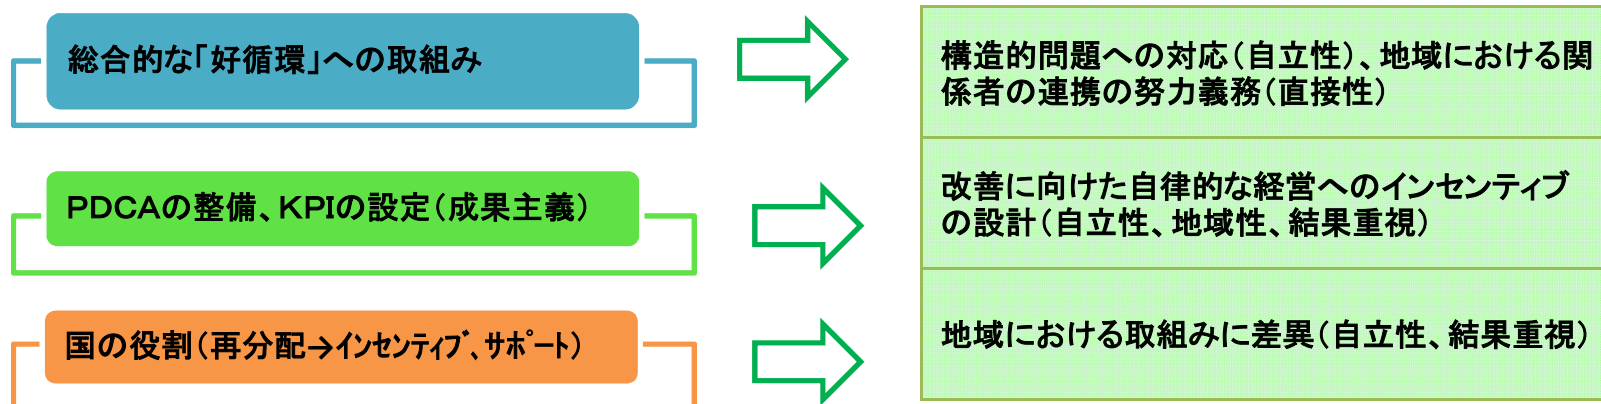 総合的な「好循環」への取組み
構造的問題への対応（自立性）、地域における関
係者の連携の努力義務（直接性）
ＰＤＣＡの整備、ＫＰＩの設定（成果主義）
改善に向けた自律的な経営へのインセンティブ
の設計（自立性、地域性、結果重視）
国の役割（再分配→ｲﾝｾﾝﾃｨﾌﾞ、ｻﾎﾟｰﾄ）
地域における取組みに差異（自立性、結果重視）